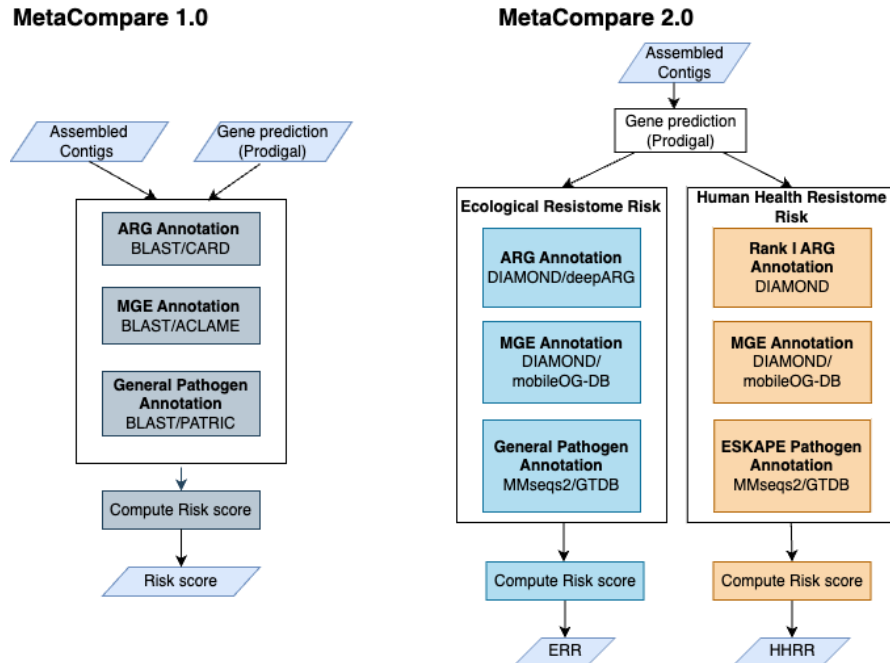 MetaCompare 1.0
Assembled
Contigs
Gene prediction
(Prodigal)
ARG Annotation
BLAST/CARD
MGE Annotation
BLAST/ACLAME
General Pathogen
Annotation
BLAST/PATRIC
Compute Risk score
Risk score
MetaCompare 2.0
Assembled
Contigs
Gene prediction
(Prodigal)
Ecological Resistome Risk
ARG Annotation
DIAMOND/deepARG
MGE Annotation
DIAMOND/
mobileOG-DB
General Pathogen
Annotation
MMseqs2/GTDB
Compute Risk score
ERR
Human Health Resistome
Risk
Rank I ARG
Annotation
DIAMOND
MGE Annotation
DIAMOND/
mobileOG-DB
ESKAPE Pathogen
Annotation
MMseqs2/GTDB
Compute Risk score
HHRR